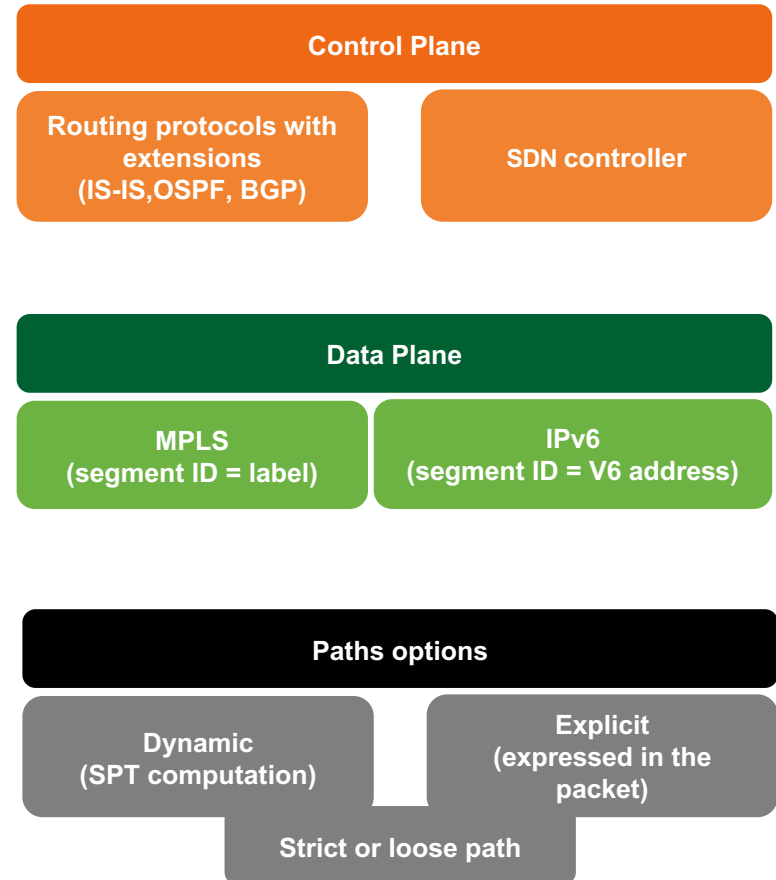 Control Plane
Routing protocols with
extensions
(IS-IS,OSPF, BGP)
SDN controller
Data Plane
MPLS
(segment ID = label)
IPv6
(segment ID = V6 address)
Paths options
Dynamic
(SPT computation)
Explicit
(expressed in the
packet)
Strict or loose path